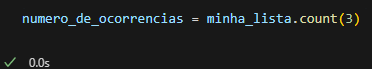 numero_de_ocorrencias = minha_lista.count(3)
0.0s